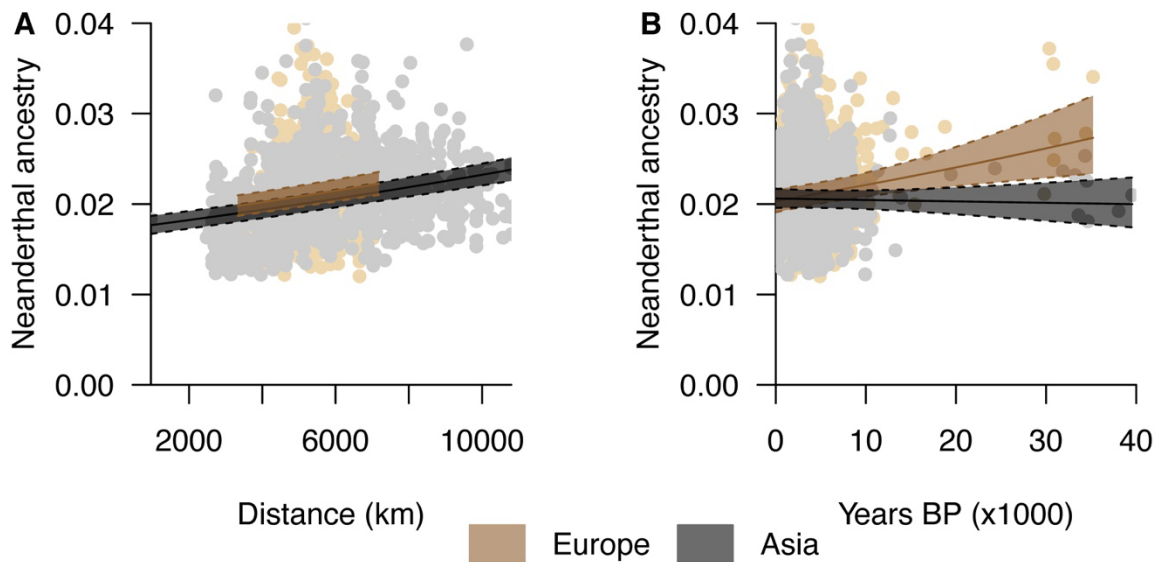 A
Neanderthal ancestry
0.04
0.03
0.02
0.01
0.00
2000 6000 10000
Distance (km)
B
Neanderthal ancestry
0.04
0.03
0.02
0.01
0.00
0 10 20 30 40
Years BP (x1000)
Europe Asia